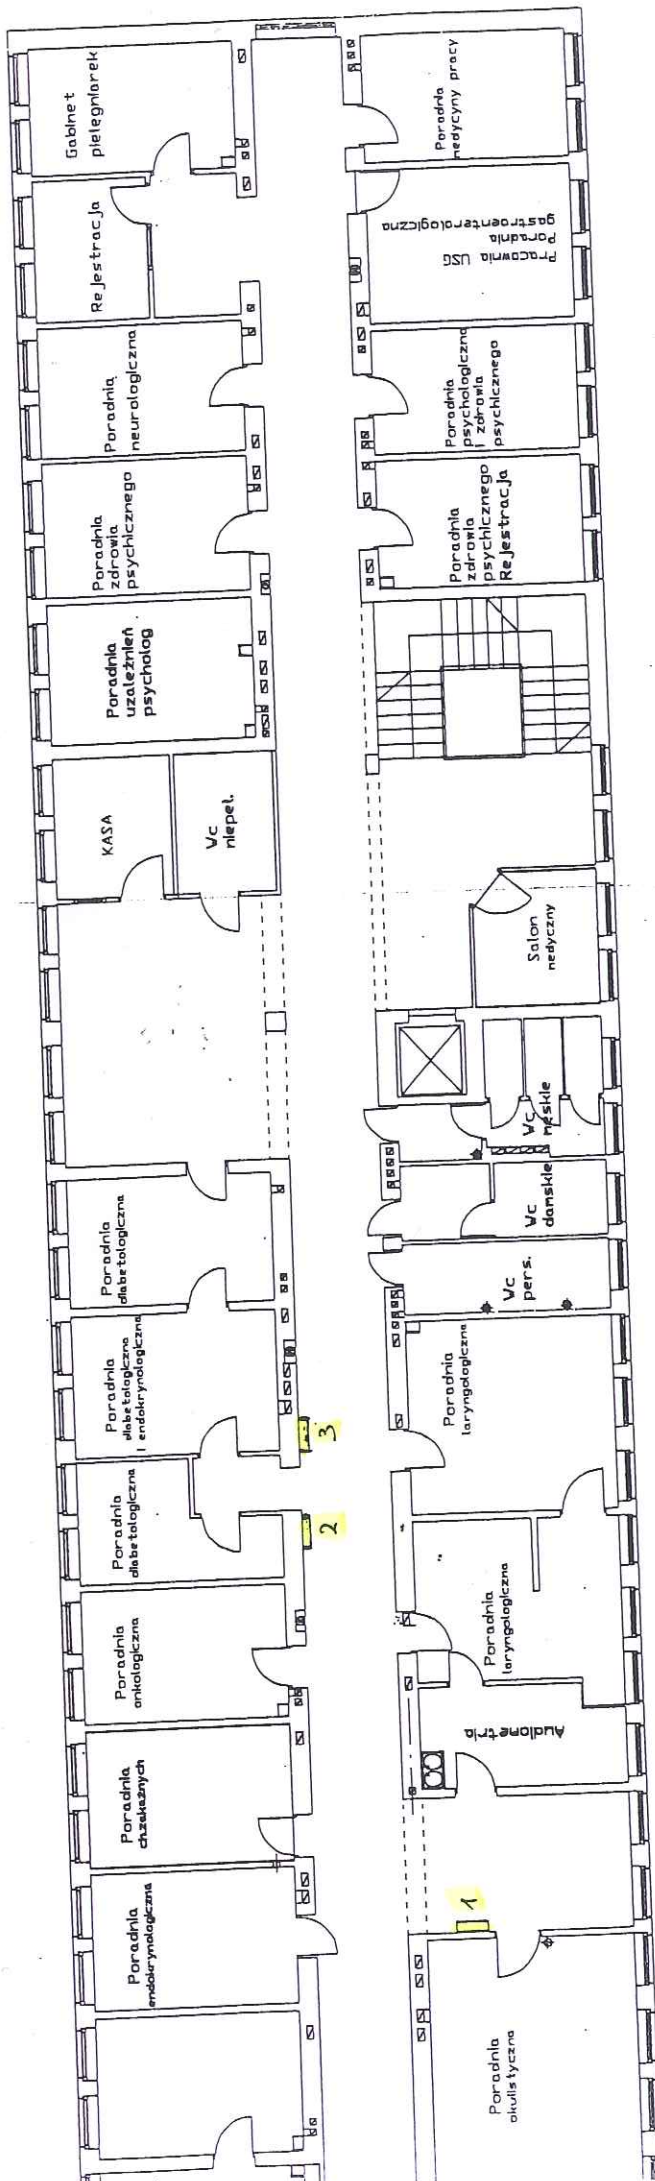 Gabinet
pielęgniarek
Poradnia
medycyny pracy
Rejestracja
Pracownia USG
Poradnia
gastroenterologiczna
Poradnia
neurologiczna
Poradnia
psychologiczna
i zdrowia
psychicznego
Poradnia
zdrowia
psychicznego
Poradnia
zdrowia
psychicznego
Rejestracja
Poradnia
uzależnień
psycholog
KASA
Wc
niepeł.
Salon
medyczny
Wc
męskie
Wc
damskie
Wc
pers.
Poradnia
diabetologiczna
Poradnia
diabetologiczna
i endokrynologiczna
Poradnia
laryngologiczna
3
Poradnia
diabetologiczna
2
Poradnia
laryngologiczna
Poradnia
onkologiczna
Audiometria
Poradnia
ch.zakaźnych
1
Poradnia
endokrynologiczna
Poradnia
okulistyczna